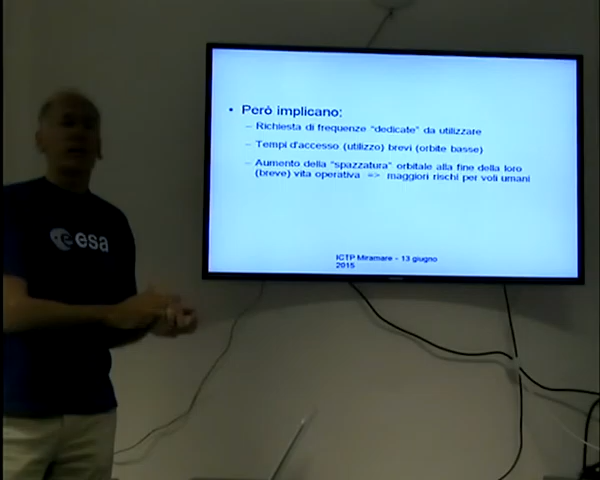 esa
• Però implicano:
– Richiesta di frequenze "dedicate" da utilizzare
– Tempi d'accesso (utilizzo) brevi (orbite basse)
– Aumento della "spazzatura" orbitale alla fine della loro
(breve) vita operativa => maggiori rischi per voli umani
ICTP Miramare - 13 giugno
2015